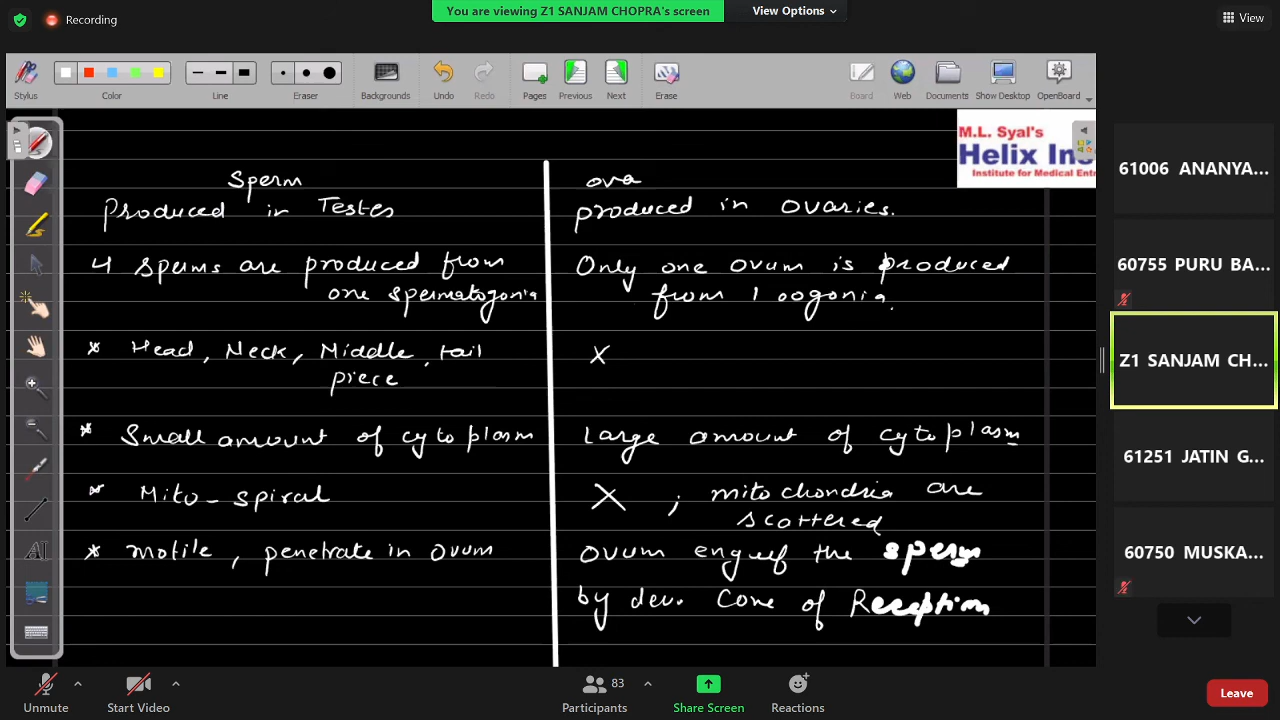 Recording
You are viewing Z1 SANJAM CHOPRA's screen
View Options
View
Stylus
Color
Line
Eraser
Backgrounds
Undo
Redo
Pages
Previous
Next
Erase
Board
Web
Documents
Show Desktop
OpenBoard
M.L. Syal's
Helix Ins
Institute for Medical Entr
Sperm
Produced in Testes
4 sperms are produced from
one spermatogonia
* Head, Neck, Middle, tail
piece
* Small amount of cytoplasm
* Mito-spiral
* Motile, penetrate in ovum
ova
produced in ovaries.
Only one ovum is produced
from 1 oogonia.
X
Large amount of cytoplasm
X ; mitochondria are
scattered
ovum the sperm
by dev. Cone of Reception
61006 ANANYA...
60755 PURU BA...
Z1 SANJAM CH...
61251 JATIN G...
60750 MUSKA...
Unmute
Start Video
83
Participants
Share Screen
Reactions
Leave